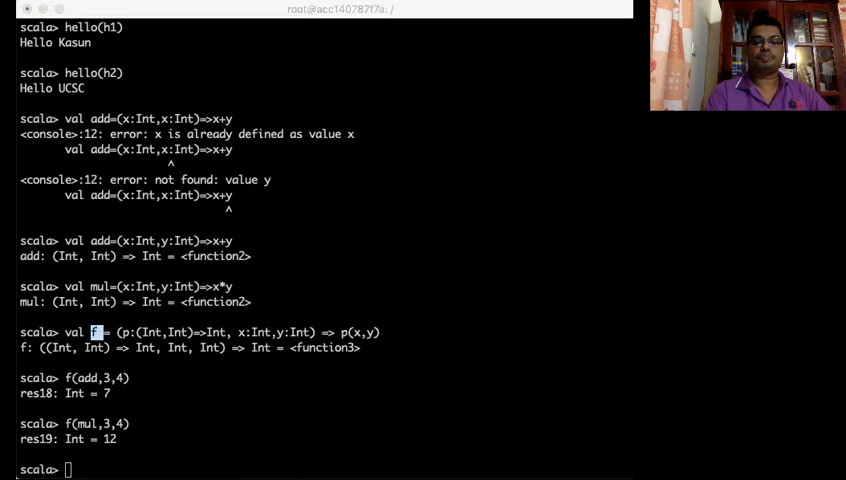 root@acc140787f7a: /
scala> hello(h1)
Hello Kasun
scala> hello(h2)
Hello UCSC
scala> val add=(x:Int,x:Int)=>x+y
<console>:12: error: x is already defined as value x
val add=(x:Int,x:Int)=>x+y
^
<console>:12: error: not found: value y
val add=(x:Int,x:Int)=>x+y
^
scala> val add=(x:Int,y:Int)=>x+y
add: (Int, Int) => Int = <function2>
scala> val mul=(x:Int,y:Int)=>x*y
mul: (Int, Int) => Int = <function2>
scala> val f = (p:(Int,Int)=>Int, x:Int,y:Int) => p(x,y)
f: ((Int, Int) => Int, Int, Int) => Int = <function3>
scala> f(add,3,4)
res18: Int = 7
scala> f(mul,3,4)
res19: Int = 12
scala>